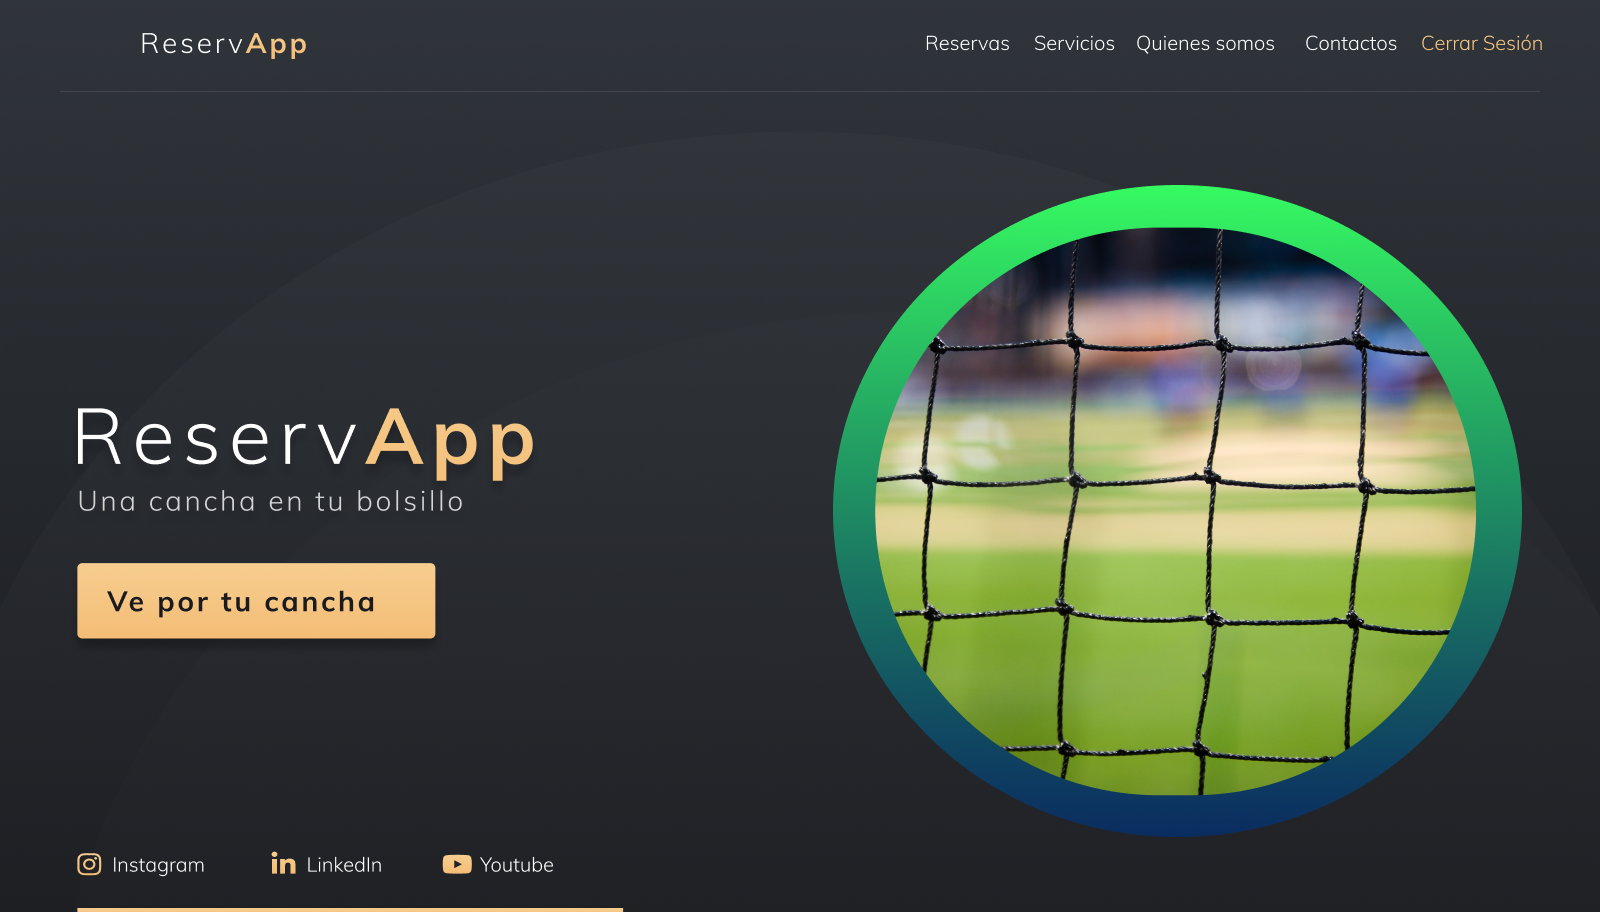 ReservApp
Reservas Servicios Quienes somos Contactos Cerrar Sesión
ReservApp
Una cancha en tu bolsillo
Ve por tu cancha
Instagram LinkedIn Youtube